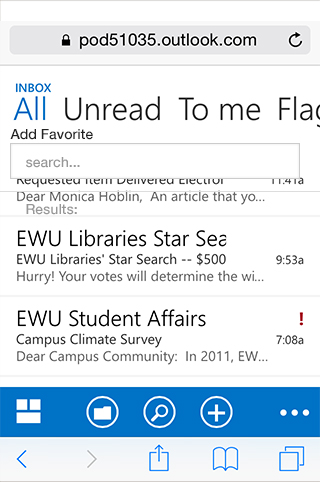 pod51035.outlook.com
INBOX
All Unread To me Flag
Add Favorite
search...
Requested Item Delivered Electror 11:41a
Dear Monica Hoblin, An article that yo...
Results:
EWU Libraries Star Sea
EWU Libraries' Star Search -- $500 9:53a
Hurry! Your votes will determine the wi...
EWU Student Affairs !
Campus Climate Survey 7:08a
Dear Campus Community: In 2011, EW...